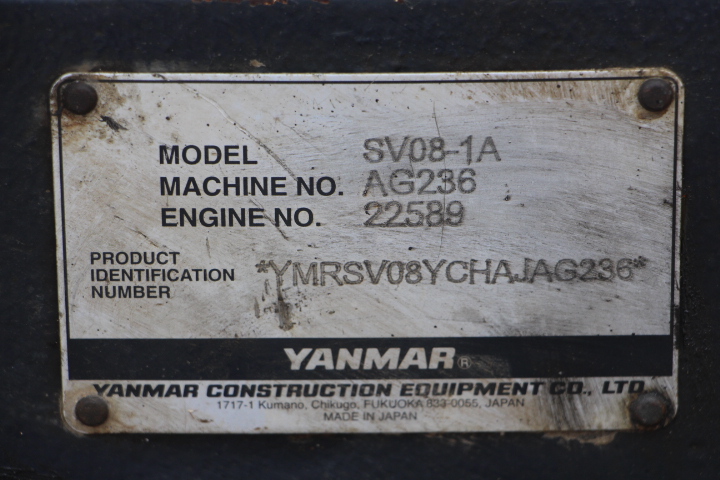 MODEL SV08-1A
MACHINE NO. AG236
ENGINE NO. 22589
PRODUCT
IDENTIFICATION
NUMBER
*YMRSV08YCHAJAG236*
YANMAR®
YANMAR CONSTRUCTION EQUIPMENT CO., LTD.
1717-1 Kumano, Chikugo, FUKUOKA 833-0055, JAPAN
MADE IN JAPAN